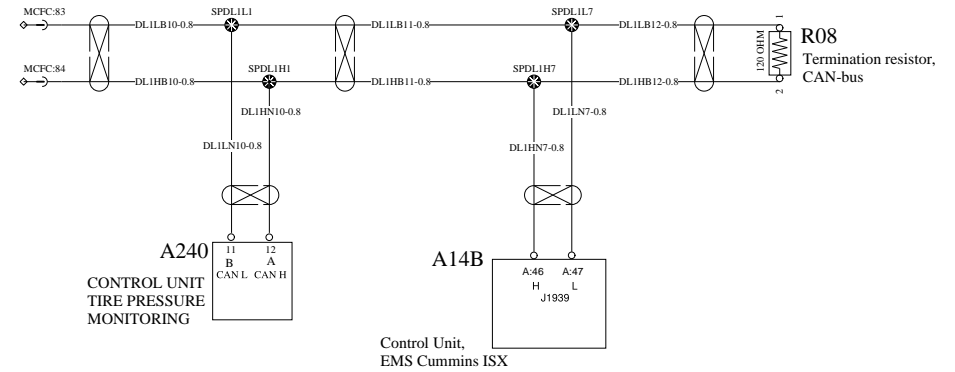 MCFC:83
DL1LB10-0.8
SPDL1L1
DL1LB11-0.8
SPDL1L7
DL1LB12-0.8
1
R08
120 OHM
Termination resistor,
CAN-bus
MCFC:84
DL1HB10-0.8
SPDL1H1
DL1HB11-0.8
SPDL1H7
DL1HB12-0.8
2
DL1HN10-0.8
DL1LN7-0.8
DL1LN10-0.8
DL1HN7-0.8
A240
11
12
B
A
CAN L
CAN H
CONTROL UNIT
TIRE PRESSURE
MONITORING
A14B
A:46
A:47
H
L
J1939
Control Unit,
EMS Cummins ISX